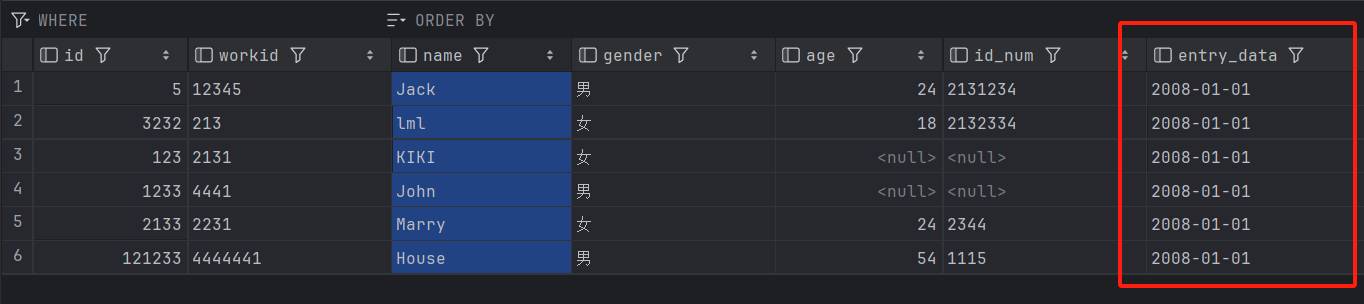 WHERE ORDER BY
id workid name gender age id_num entry_data
1 5 12345 Jack 男 24 2131234 2008-01-01
2 3232 213 lml 女 18 2132334 2008-01-01
3 123 2131 KIKI 女 <null> <null> 2008-01-01
4 1233 4441 John 男 <null> <null> 2008-01-01
5 2133 2231 Marry 女 24 2344 2008-01-01
6 121233 4444441 House 男 54 1115 2008-01-01